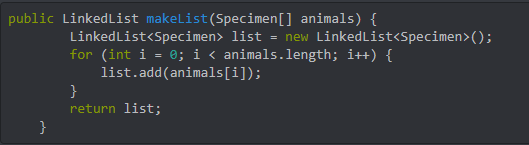 public LinkedList makeList(Specimen[] animals) {
        LinkedList<Specimen> list = new LinkedList<Specimen>();
        for (int i = 0; i < animals.length; i++) {
            list.add(animals[i]);
        }
        return list;
    }